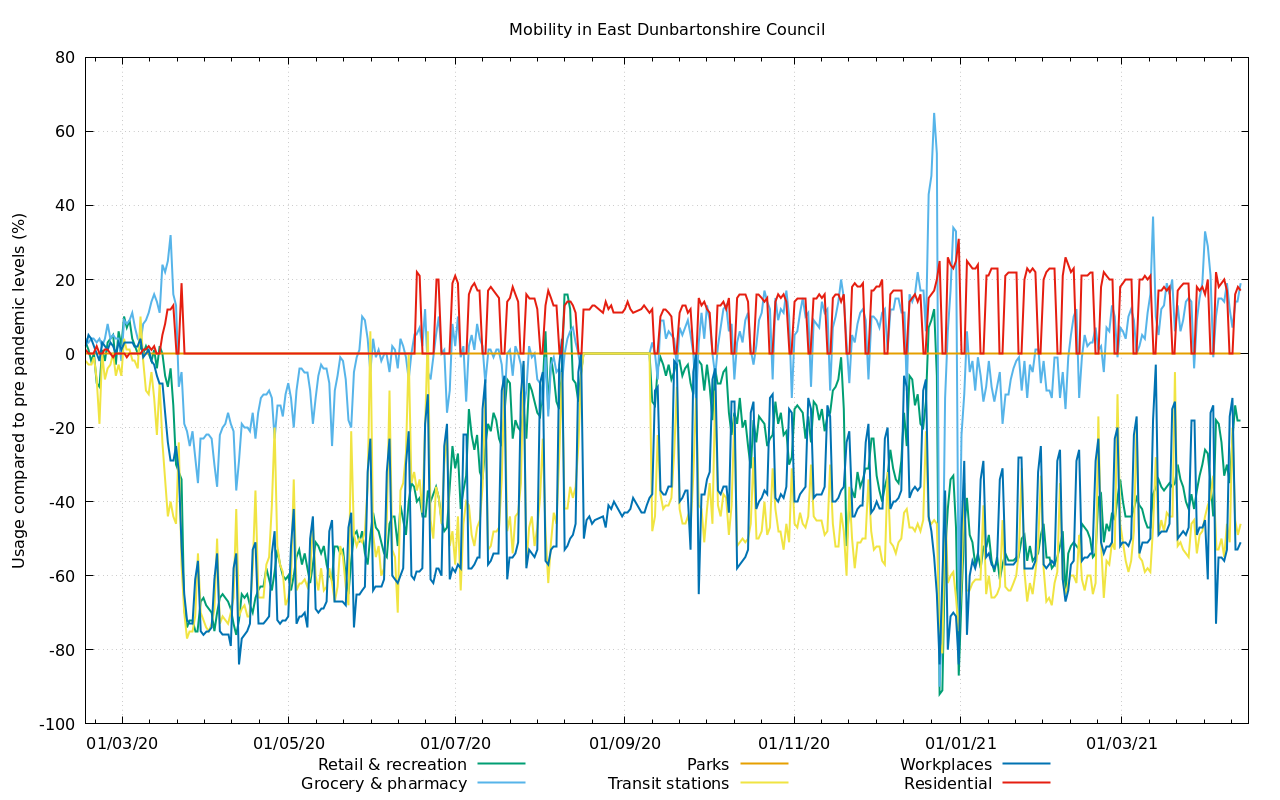 Mobility in East Dunbartonshire Council
Usage compared to pre pandemic levels (%)
80
60
40
20
0
-20
-40
-60
-80
-100
01/03/20 01/05/20 01/07/20 01/09/20 01/11/20 01/01/21 01/03/21
Retail & recreation Parks Workplaces
Grocery & pharmacy Transit stations Residential